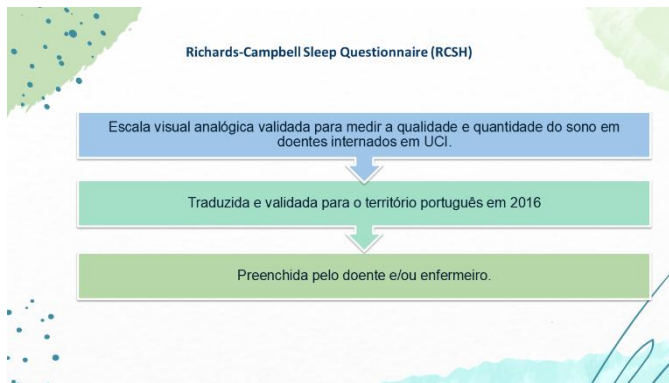 Richards-Campbell Sleep Questionnaire (RCSH)
Escala visual analógica validada para medir a qualidade e quantidade do sono em
doentes internados em UCI.
Traduzida e validada para o território português em 2016
Preenchida pelo doente e/ou enfermeiro.